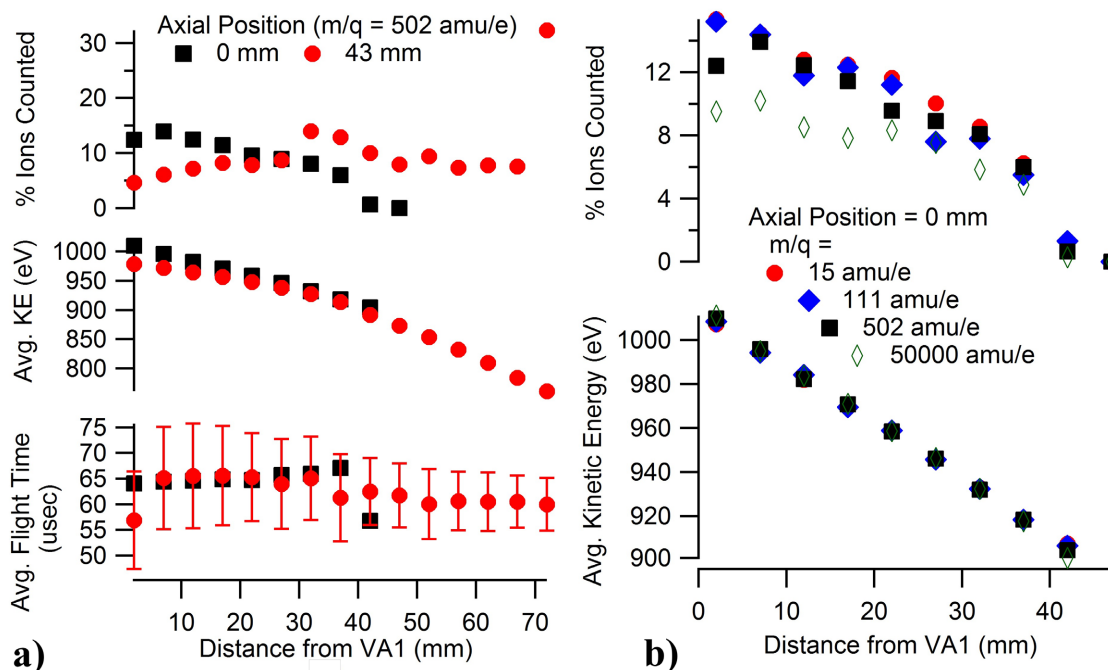 Axial Position (m/q = 502 amu/e)
0 mm 43 mm
% Ions Counted
30
20
10
0
Avg. KE (eV)
1000
950
900
850
800
Avg. Flight Time
(usec)
75
70
65
60
55
50
10 20 30 40 50 60 70
Distance from VA1 (mm)
a)
% Ions Counted
12
8
4
0
Axial Position = 0 mm
m/q =
15 amu/e
111 amu/e
502 amu/e
50000 amu/e
Avg. Kinetic Energy (eV)
1000
980
960
940
920
900
0 10 20 30 40
Distance from VA1 (mm)
b)